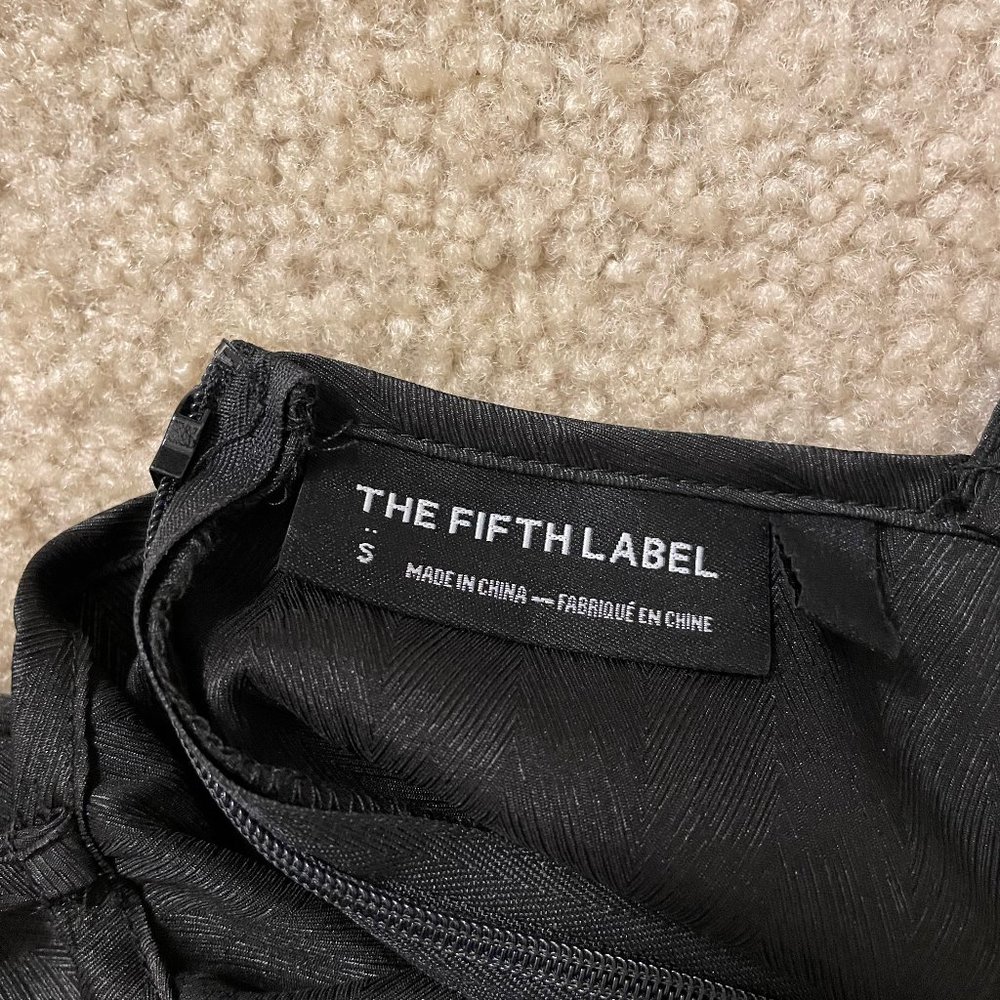 THE FIFTH LABEL
S̈
MADE IN CHINA — FABRIQUÉ EN CHINE